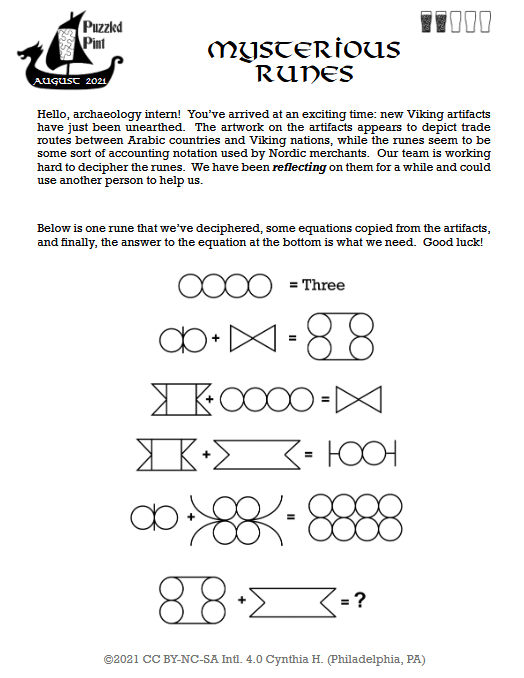 Puzzled
Pint
AUGUST 2021
MYSTERIOUS
RUNES
Hello, archaeology intern! You've arrived at an exciting time: new Viking artifacts
have just been unearthed. The artwork on the artifacts appears to depict trade
routes between Arabic countries and Viking nations, while the runes seem to be
some sort of accounting notation used by Nordic merchants. Our team is working
hard to decipher the runes. We have been reflecting on them for a while and could
use another person to help us.
Below is one rune that we've deciphered, some equations copied from the artifacts,
and finally, the answer to the equation at the bottom is what we need. Good luck!
= Three
+ =
+ =
+ =
+ =
+ = ?
©2021 CC BY-NC-SA Intl. 4.0 Cynthia H. (Philadelphia, PA)